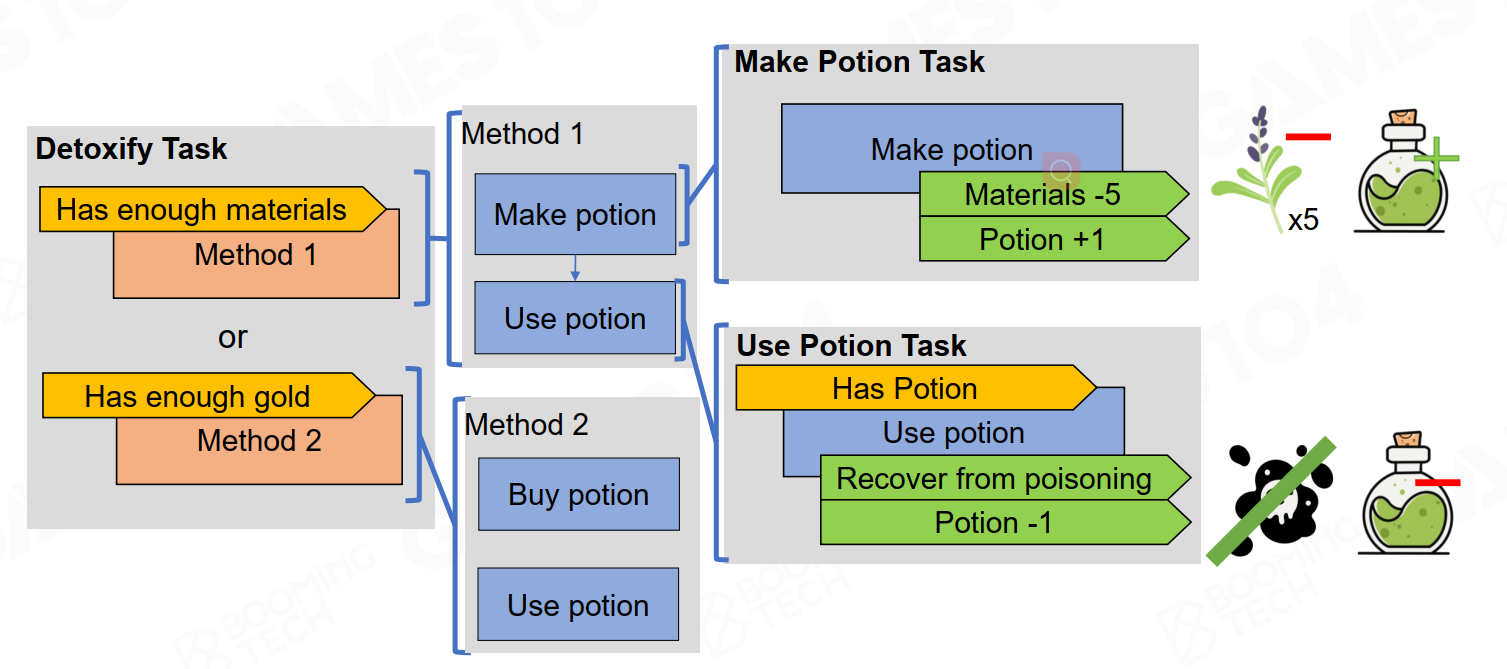 Detoxify Task
Has enough materials
Method 1
or
Has enough gold
Method 2
Method 1
Make potion
Use potion
Method 2
Buy potion
Use potion
Make Potion Task
Make potion
Materials -5
Potion +1
x5
Use Potion Task
Has Potion
Use potion
Recover from poisoning
Potion -1
GAMES104
BOOMING
TECH